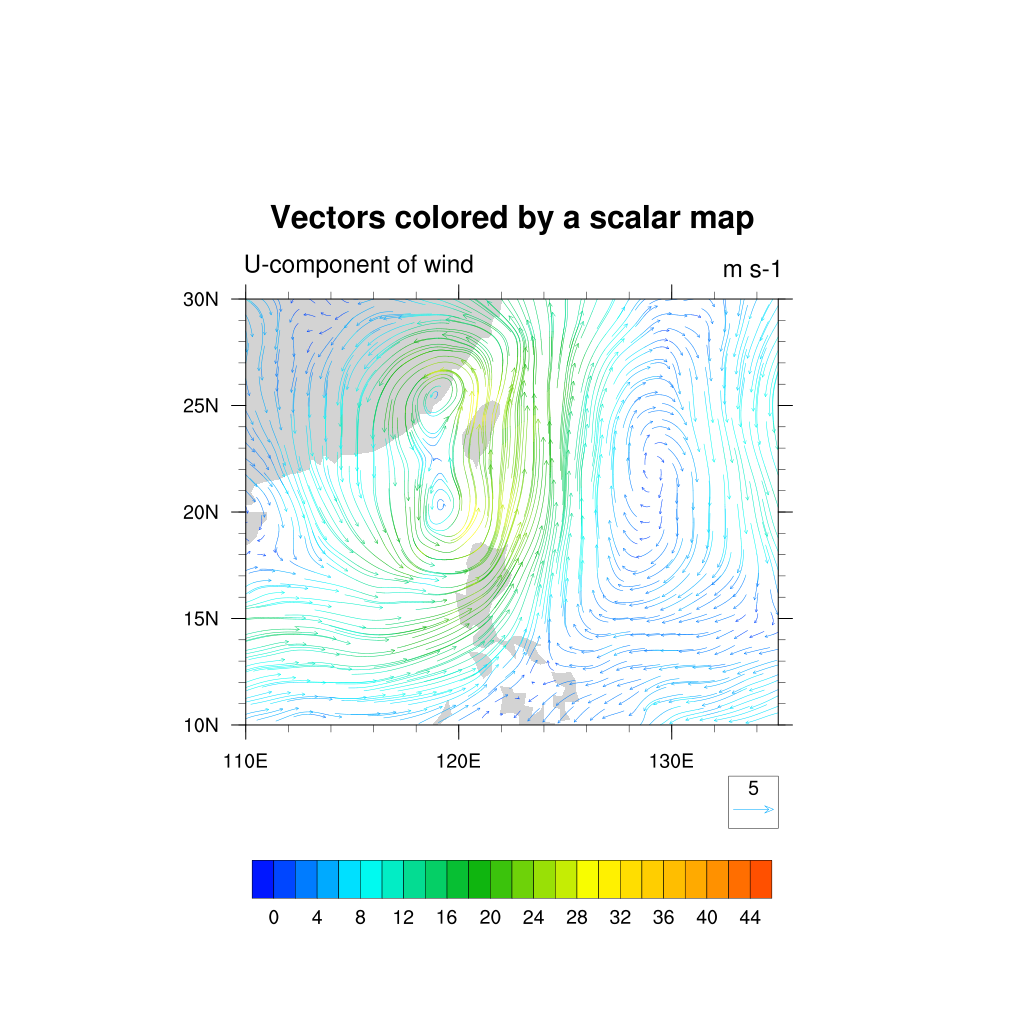 Vectors colored by a scalar map
U-component of wind
m s-1
30N
25N
20N
15N
10N
110E 120E 130E
5
0 4 8 12 16 20 24 28 32 36 40 44